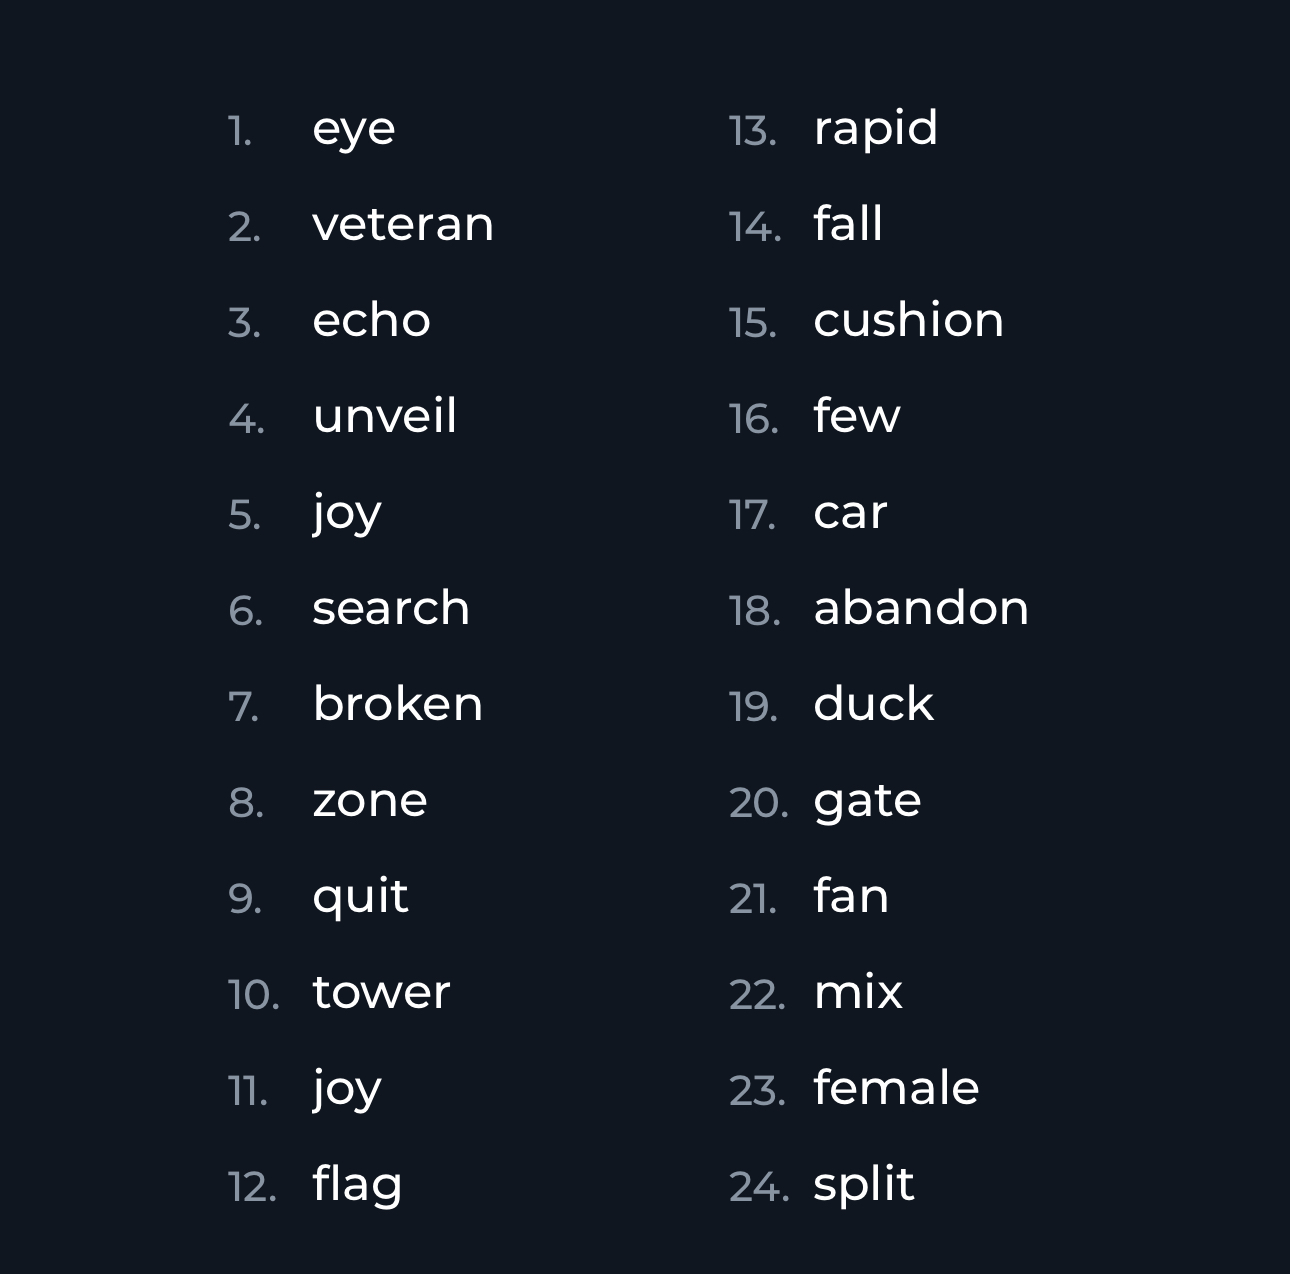 1. eye
2. veteran
3. echo
4. unveil
5. joy
6. search
7. broken
8. zone
9. quit
10. tower
11. joy
12. flag
13. rapid
14. fall
15. cushion
16. few
17. car
18. abandon
19. duck
20. gate
21. fan
22. mix
23. female
24. split